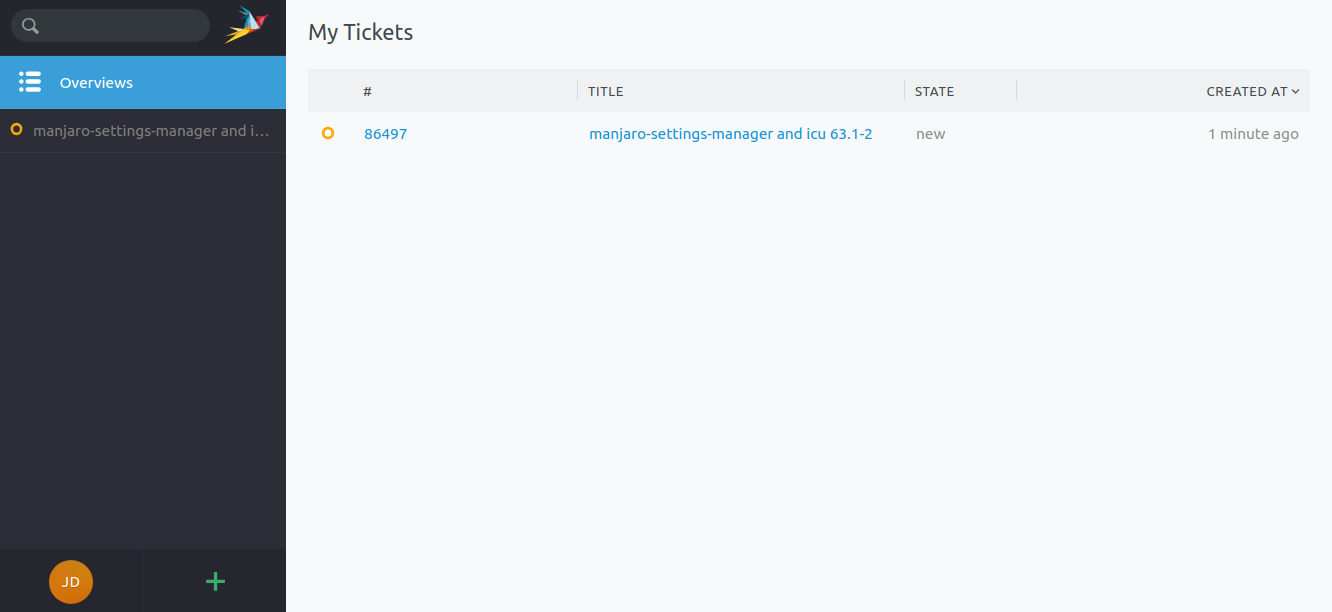 My Tickets
Overviews
manjaro-settings-manager and i...
# TITLE STATE CREATED AT
86497 manjaro-settings-manager and icu 63.1-2 new 1 minute ago
JD